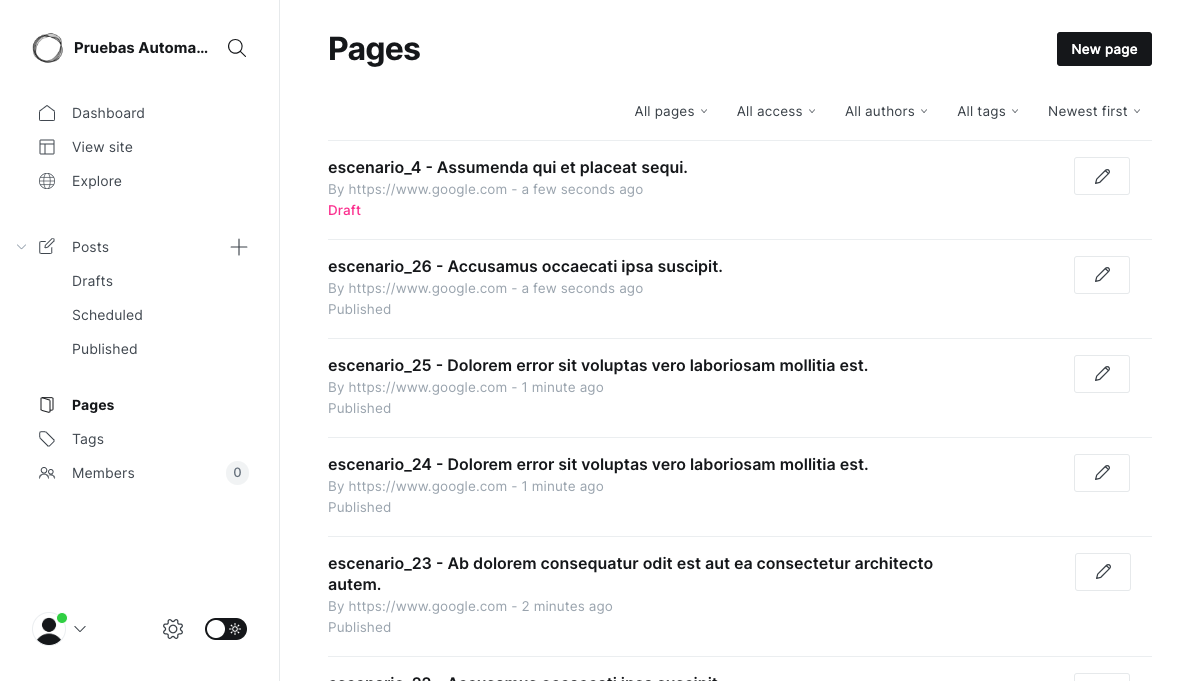 Pruebas Automa...
Dashboard
View site
Explore
Posts
Drafts
Scheduled
Published
Pages
Tags
Members
0
Pages
New page
All pages
All access
All authors
All tags
Newest first
escenario_4 - Assumenda qui et placeat sequi.
By https://www.google.com - a few seconds ago
Draft
escenario_26 - Accusamus occaecati ipsa suscipit.
By https://www.google.com - a few seconds ago
Published
escenario_25 - Dolorem error sit voluptas vero laboriosam mollitia est.
By https://www.google.com - 1 minute ago
Published
escenario_24 - Dolorem error sit voluptas vero laboriosam mollitia est.
By https://www.google.com - 1 minute ago
Published
escenario_23 - Ab dolorem consequatur odit est aut ea consectetur architecto
autem.
By https://www.google.com - 2 minutes ago
Published
escenario_22 - Accusamus occaecati ipsa suscipit.